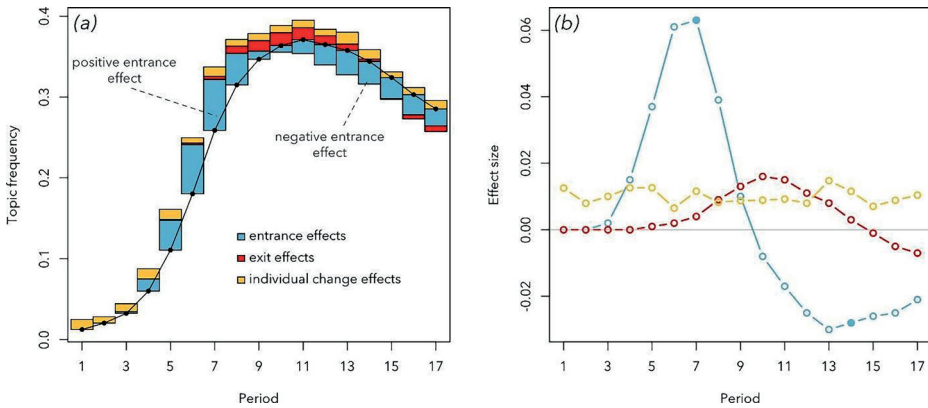 (a)
0.4
0.3
0.2
0.1
0.0
Topic frequency
positive entrance
effect
negative entrance
effect
entrance effects
exit effects
individual change effects
1 3 5 7 9 11 13 15 17
Period
(b)
0.06
0.04
0.02
0.00
-0.02
Effect size
1 3 5 7 9 11 13 15 17
Period